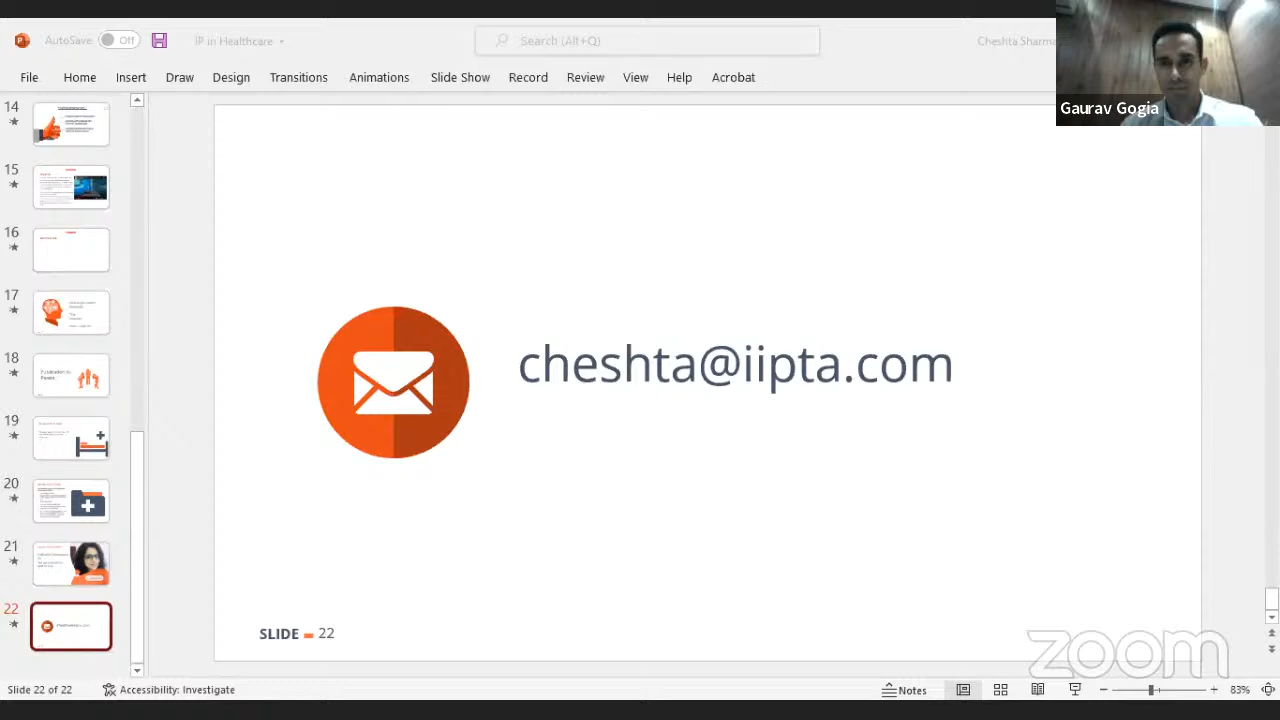 AutoSave Off IP in Healthcare Search (Alt+Q) Cheshta Sharma
Gaurav Gogia
File Home Insert Draw Design Transitions Animations Slide Show Record Review View Help Acrobat
14
15
16
17
18
19
20
21
22
cheshta@iipta.com
SLIDE 22
zoom
Slide 22 of 22 Accessibility: Investigate Notes 83%